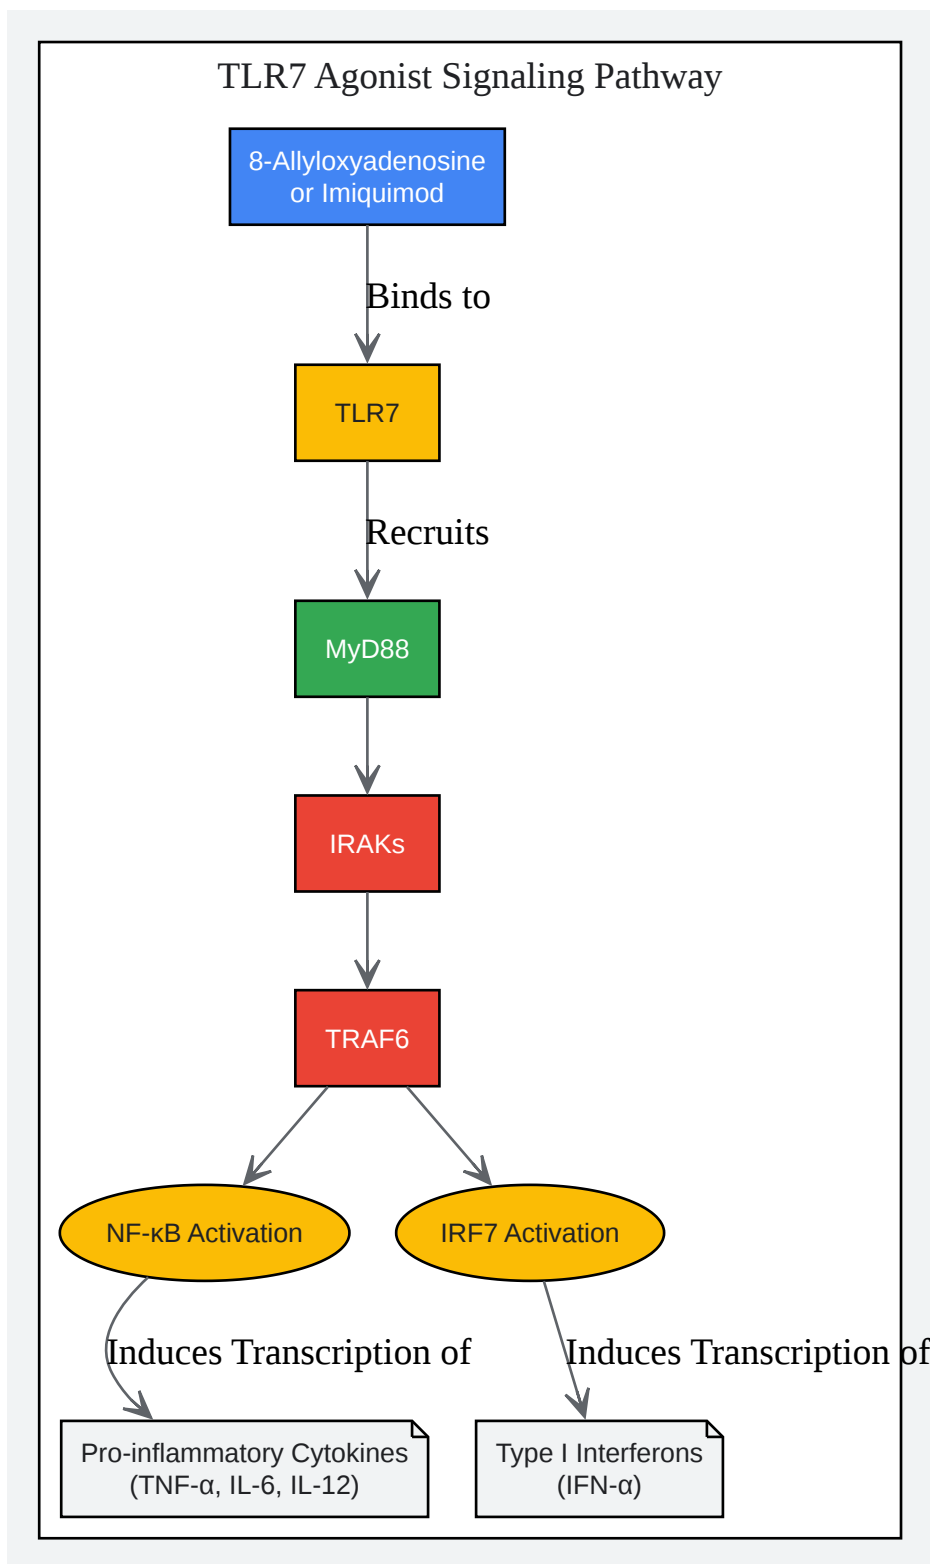 TLR7 Agonist Signaling Pathway
8-Allyloxyadenosine
or Imiquimod
Binds to
TLR7
Recruits
MyD88
IRAKs
TRAF6
NF-κB Activation
IRF7 Activation
Induces Transcription of
Induces Transcription of
Pro-inflammatory Cytokines
(TNF-α, IL-6, IL-12)
Type I Interferons
(IFN-α)